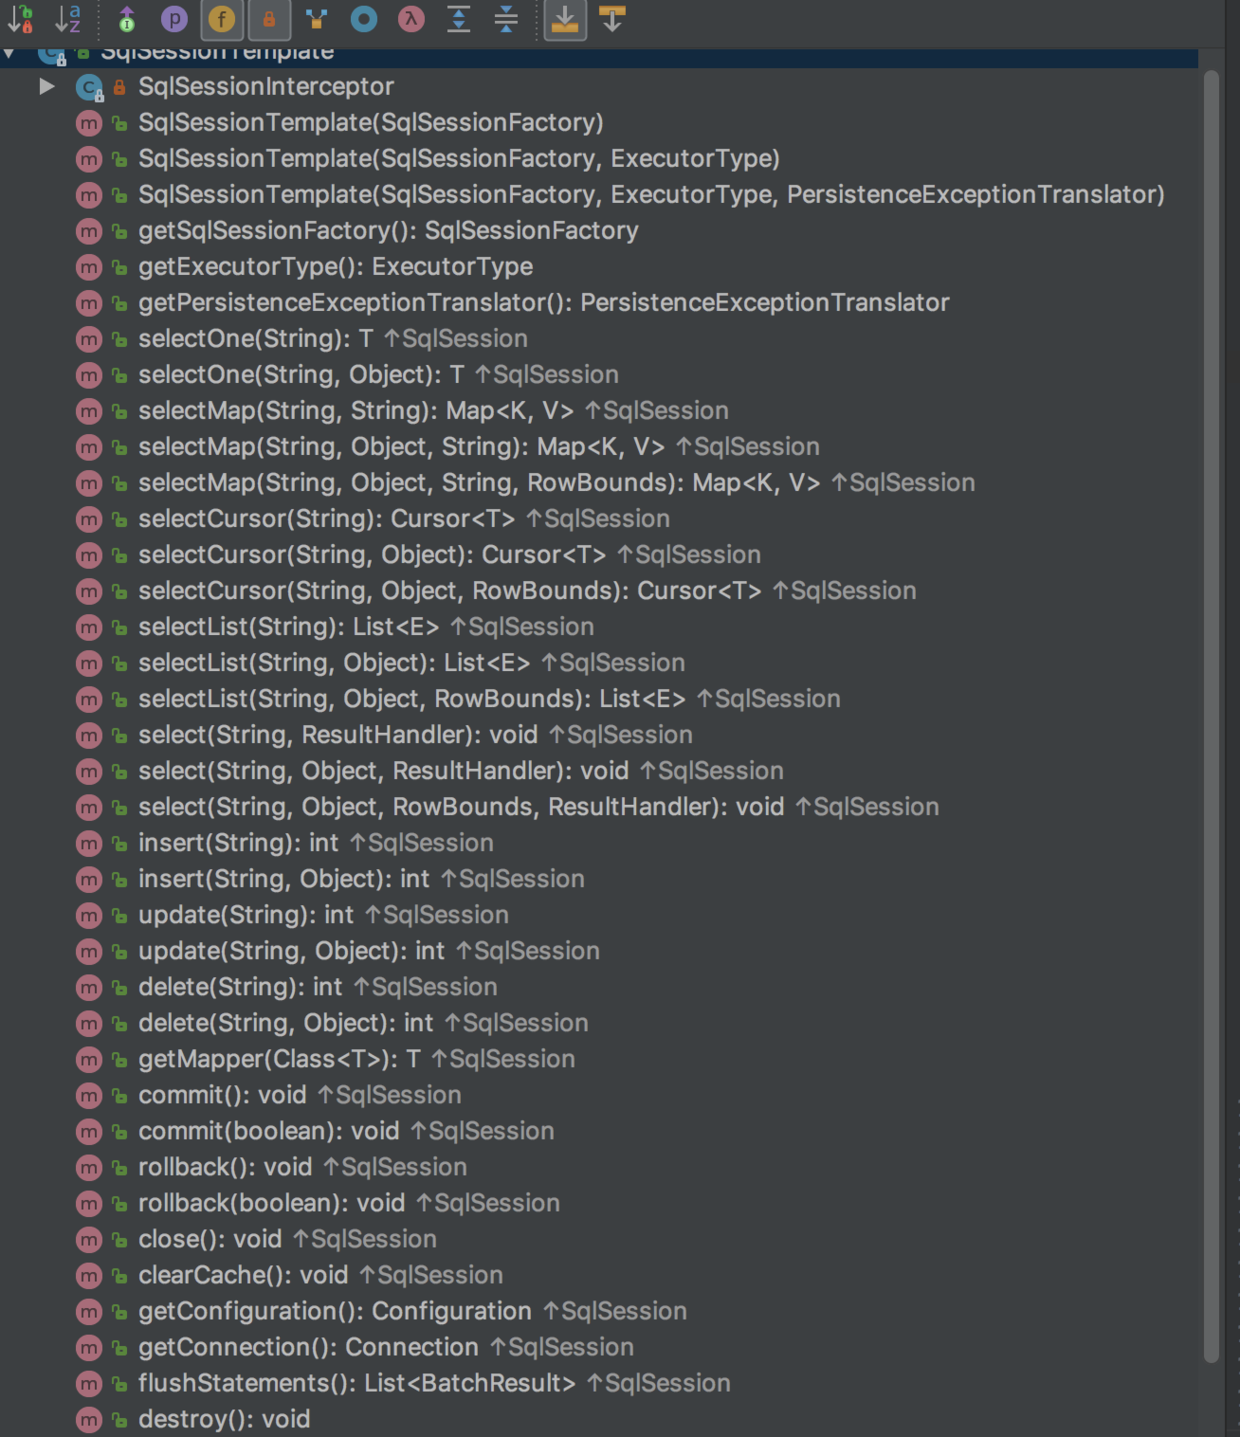 SqlSessionTemplate
SqlSessionInterceptor
SqlSessionTemplate(SqlSessionFactory)
SqlSessionTemplate(SqlSessionFactory, ExecutorType)
SqlSessionTemplate(SqlSessionFactory, ExecutorType, PersistenceExceptionTranslator)
getSqlSessionFactory(): SqlSessionFactory
getExecutorType(): ExecutorType
getPersistenceExceptionTranslator(): PersistenceExceptionTranslator
selectOne(String): T ↑SqlSession
selectOne(String, Object): T ↑SqlSession
selectMap(String, String): Map<K, V> ↑SqlSession
selectMap(String, Object, String): Map<K, V> ↑SqlSession
selectMap(String, Object, String, RowBounds): Map<K, V> ↑SqlSession
selectCursor(String): Cursor<T> ↑SqlSession
selectCursor(String, Object): Cursor<T> ↑SqlSession
selectCursor(String, Object, RowBounds): Cursor<T> ↑SqlSession
selectList(String): List<E> ↑SqlSession
selectList(String, Object): List<E> ↑SqlSession
selectList(String, Object, RowBounds): List<E> ↑SqlSession
select(String, ResultHandler): void ↑SqlSession
select(String, Object, ResultHandler): void ↑SqlSession
select(String, Object, RowBounds, ResultHandler): void ↑SqlSession
insert(String): int ↑SqlSession
insert(String, Object): int ↑SqlSession
update(String): int ↑SqlSession
update(String, Object): int ↑SqlSession
delete(String): int ↑SqlSession
delete(String, Object): int ↑SqlSession
getMapper(Class<T>): T ↑SqlSession
commit(): void ↑SqlSession
commit(boolean): void ↑SqlSession
rollback(): void ↑SqlSession
rollback(boolean): void ↑SqlSession
close(): void ↑SqlSession
clearCache(): void ↑SqlSession
getConfiguration(): Configuration ↑SqlSession
getConnection(): Connection ↑SqlSession
flushStatements(): List<BatchResult> ↑SqlSession
destroy(): void